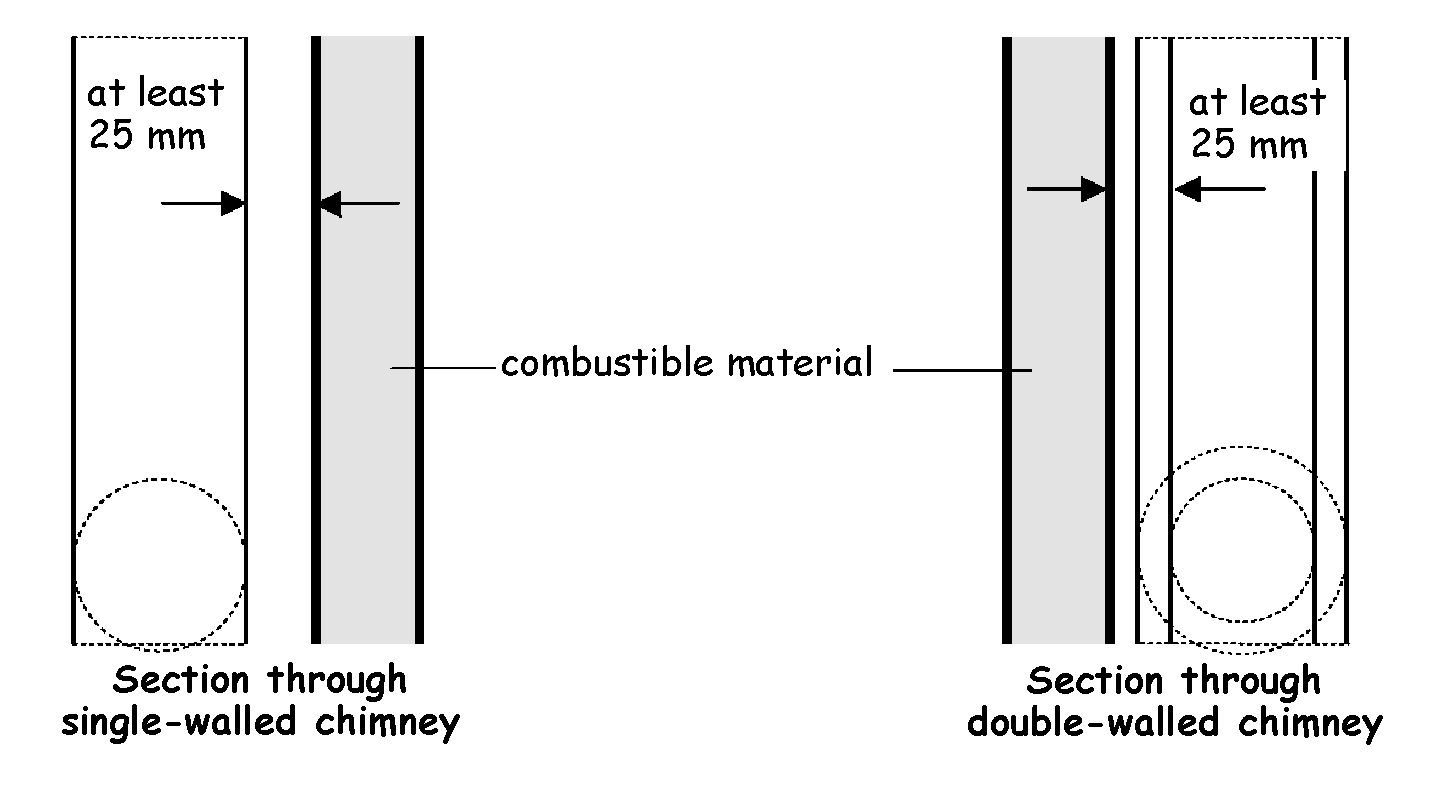 at least
25 mm
at least
25 mm
combustible material
Section through
single-walled chimney
Section through
double-walled chimney